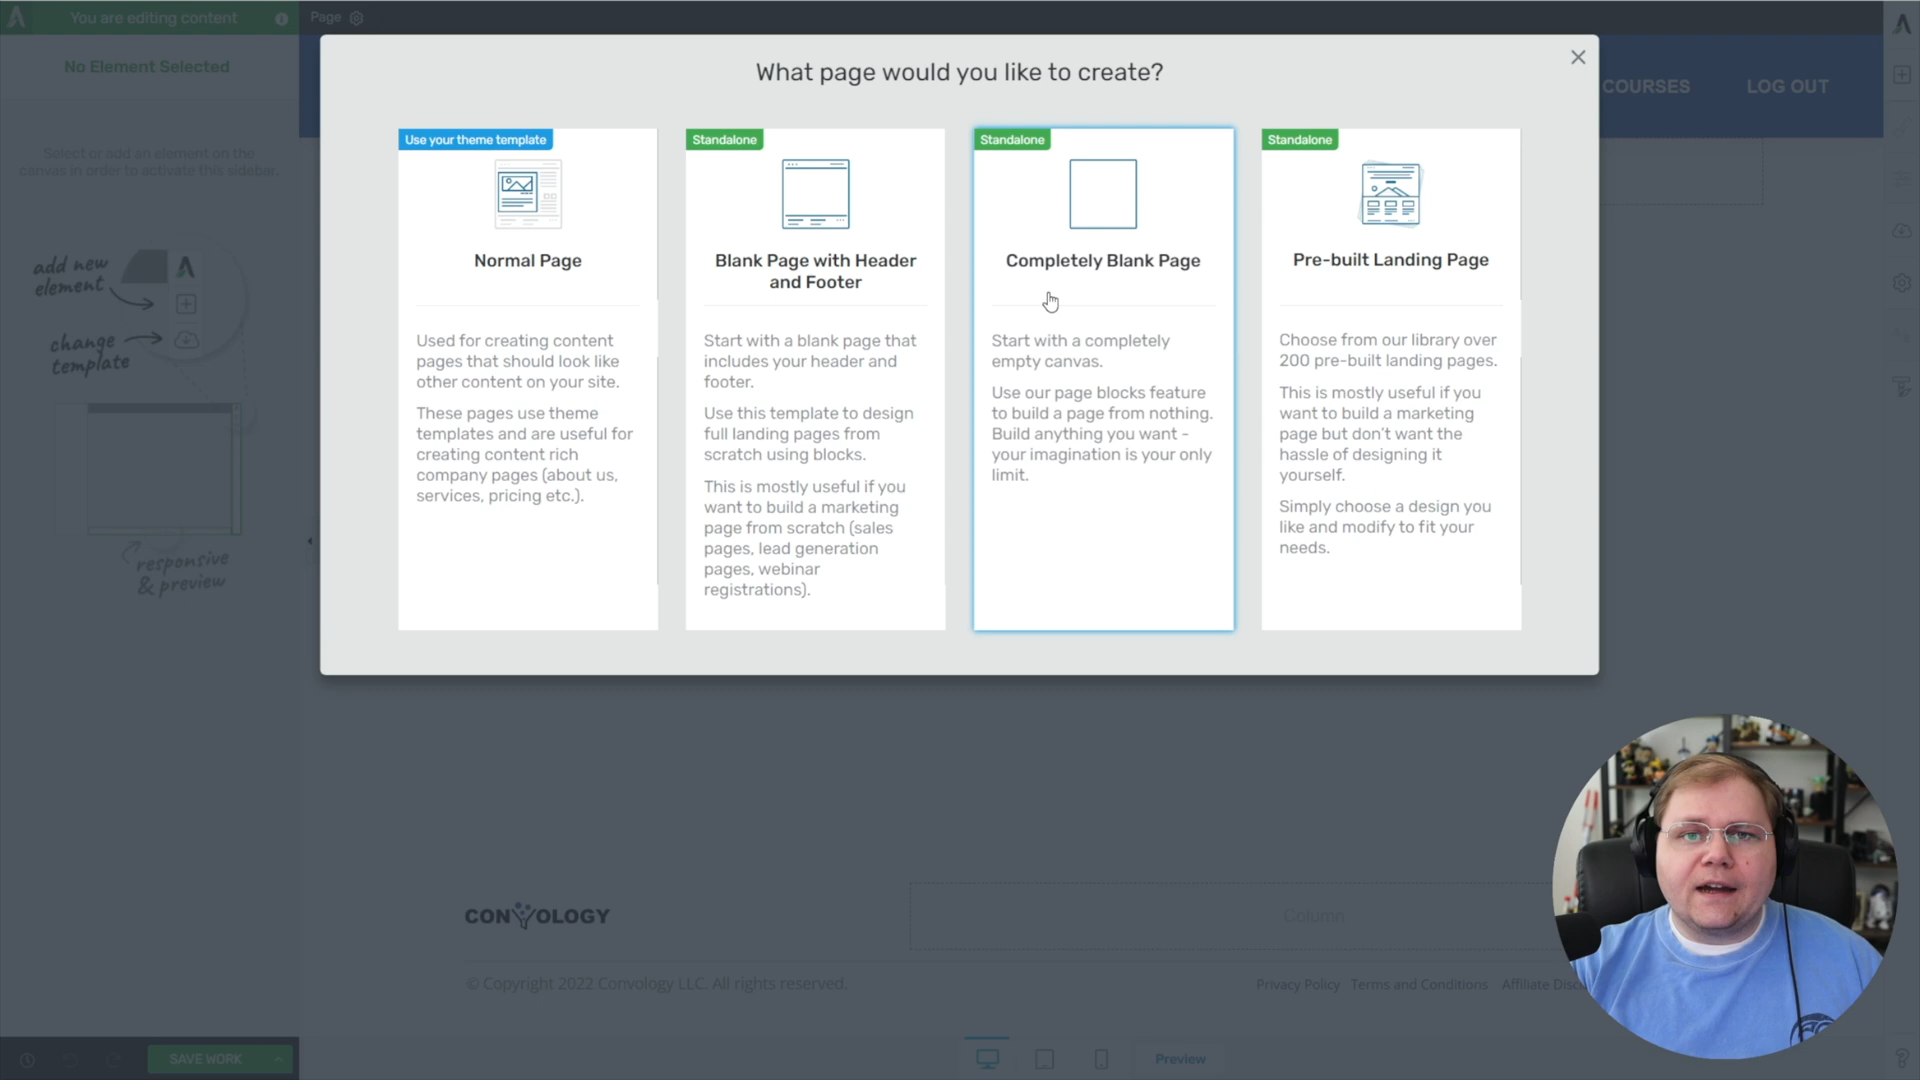 You are editing content
Page
No Element Selected
Select or add an element on the
canvas in order to activate this sidebar.
add new
element
change
template
responsive
& preview
SAVE WORK
COURSES
LOG OUT
What page would you like to create?
Use your theme template
Normal Page
Used for creating content
pages that should look like
other content on your site.
These pages use theme
templates and are useful for
creating content rich
company pages (about us,
services, pricing etc.).
Standalone
Blank Page with Header
and Footer
Start with a blank page that
includes your header and
footer.
Use this template to design
full landing pages from
scratch using blocks.
This is mostly useful if you
want to build a marketing
page from scratch (sales
pages, lead generation
pages, webinar
registrations).
Standalone
Completely Blank Page
Start with a completely
empty canvas.
Use our page blocks feature
to build a page from nothing.
Build anything you want -
your imagination is your only
limit.
Standalone
Pre-built Landing Page
Choose from our library over
200 pre-built landing pages.
This is mostly useful if you
want to build a marketing
page but don't want the
hassle of designing it
yourself.
Simply choose a design you
like and modify to fit your
needs.
CONVOLOGY
Column
© Copyright 2022 Convology LLC. All rights reserved.
Privacy Policy Terms and Conditions Affiliate
Preview